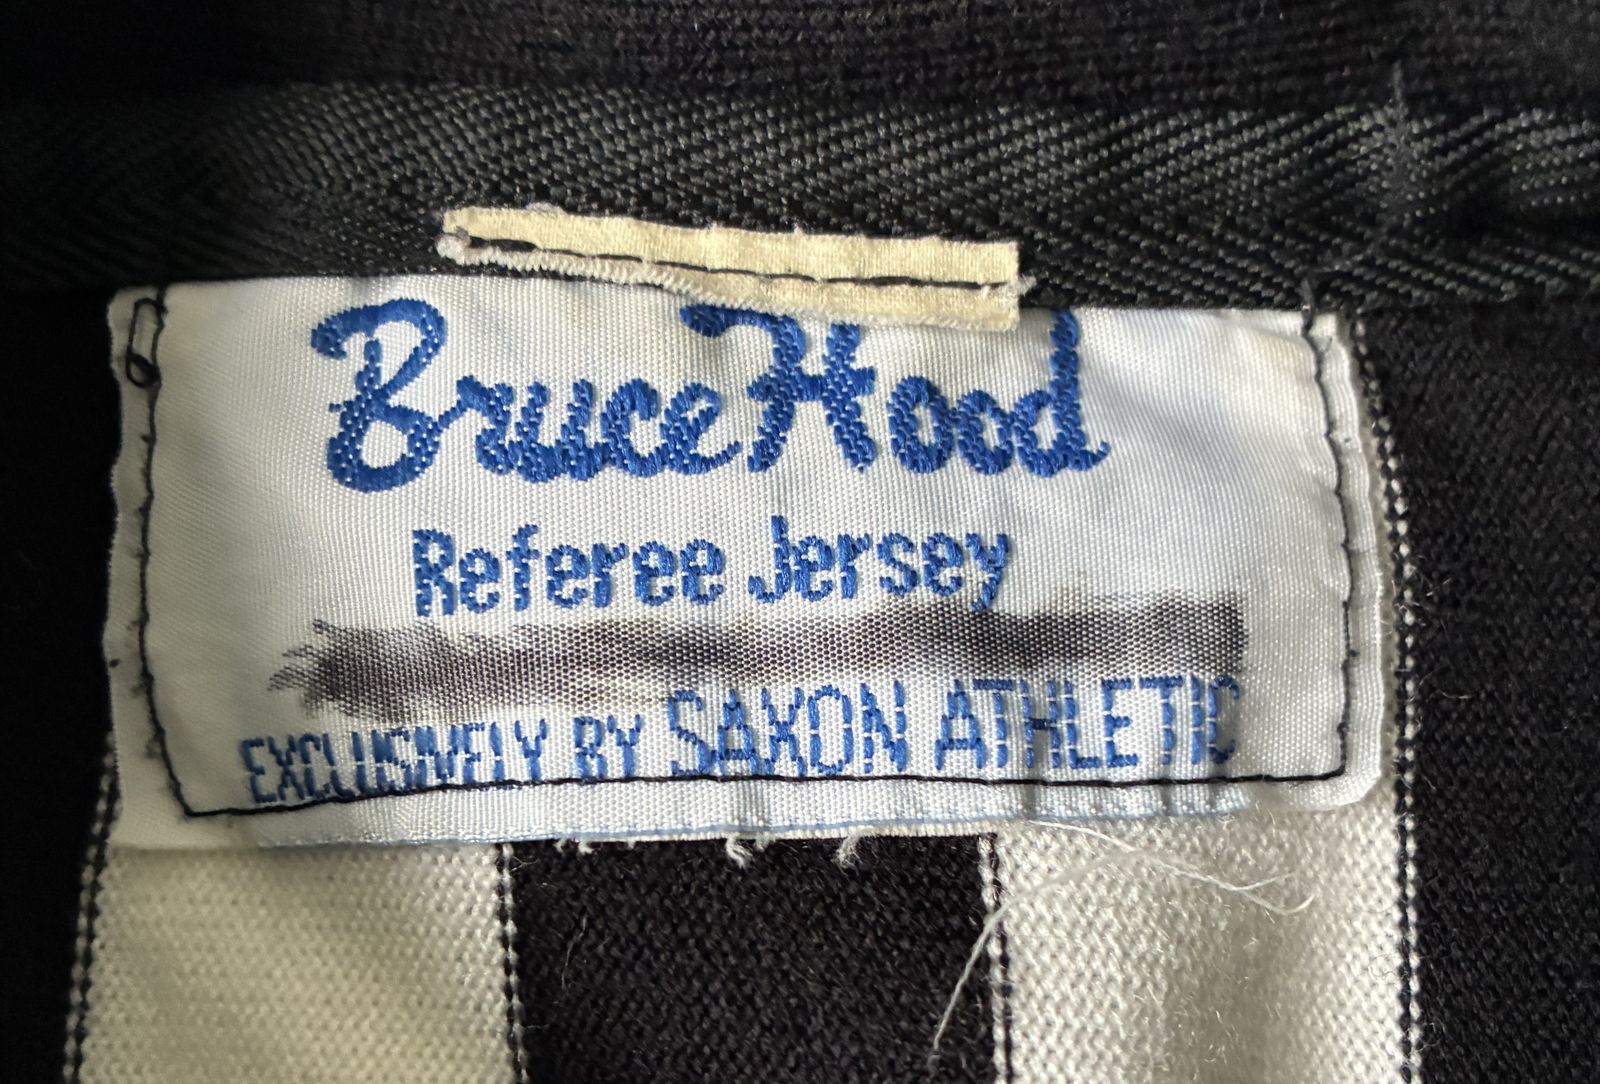 Bruce Hood
Referee Jersey
EXCLUSIVELY BY SAXON ATHLETIC